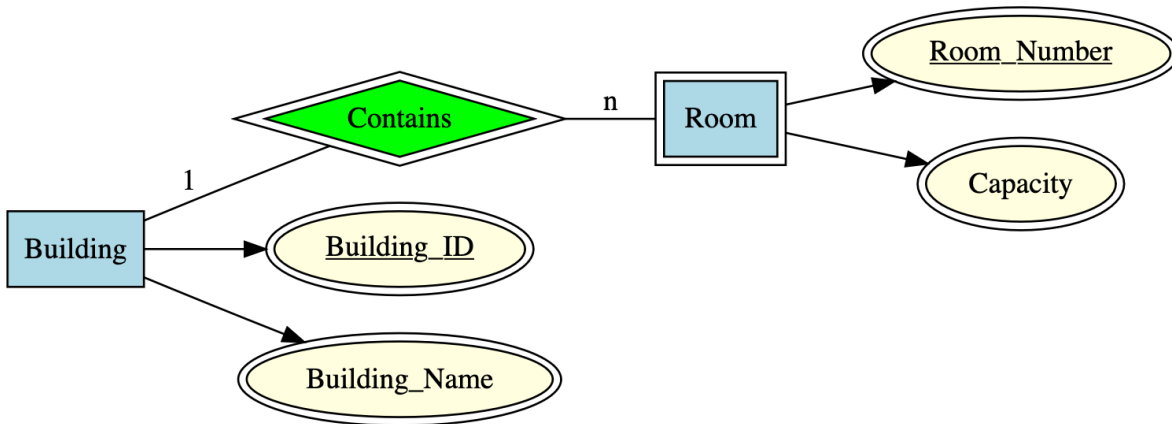 Room_Number
n
Contains
Room
1
Capacity
Building
Building_ID
Building_Name